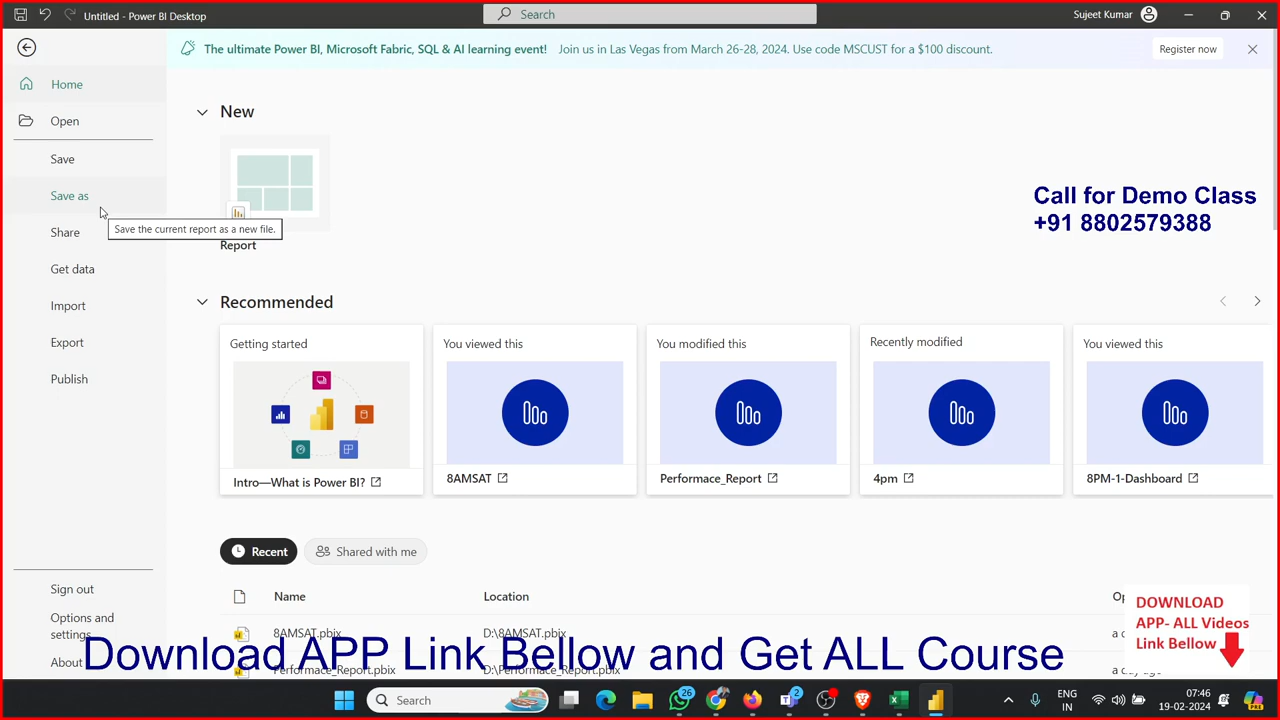 Untitled - Power BI Desktop
Search
Sujeet Kumar
The ultimate Power BI, Microsoft Fabric, SQL & AI learning event! Join us in Las Vegas from March 26-28, 2024. Use code MSCUST for a $100 discount.
Register now
Home
Open
Save
Save as
Save the current report as a new file.
Share
Get data
Import
Export
Publish
Sign out
Options and
settings
About
New
Report
Call for Demo Class
+91 8802579388
Recommended
Getting started
Intro—What is Power BI?
You viewed this
8AMSAT
You modified this
Performace_Report
Recently modified
4pm
You viewed this
8PM-1-Dashboard
Recent
Shared with me
Name
Location
8AMSAT.pbix
D:\8AMSAT.pbix
Performace_Report.pbix
D:\Performace_Report.pbix
a day ago
DOWNLOAD
APP- ALL Videos
Link Bellow
Download APP Link Bellow and Get ALL Course
Search
26
2
ENG
IN
07:46
19-02-2024
PRE